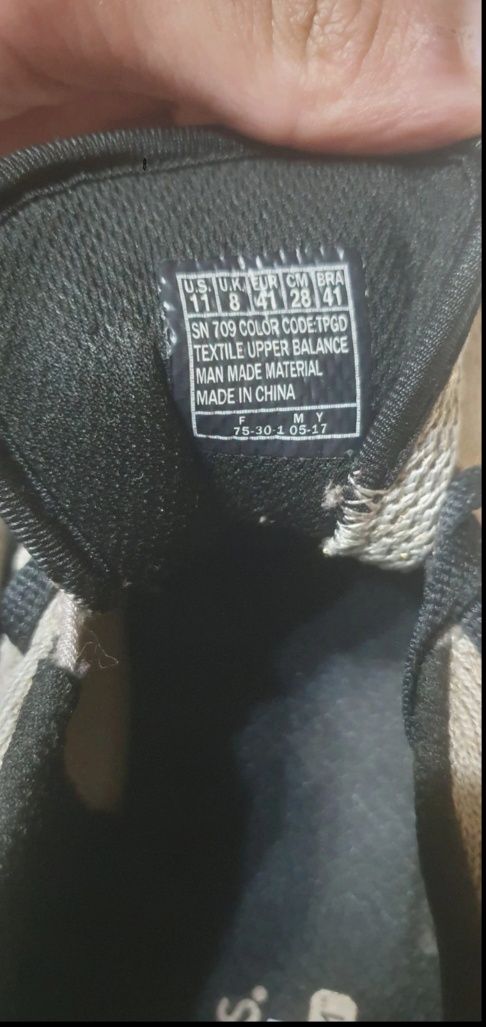 U.S. U.K. EUR CM BRA
11 8 41 28 41
SN 709 COLOR CODE:TPGD
TEXTILE UPPER BALANCE
MAN MADE MATERIAL
MADE IN CHINA
F M Y
75-30-1 05-17
S.